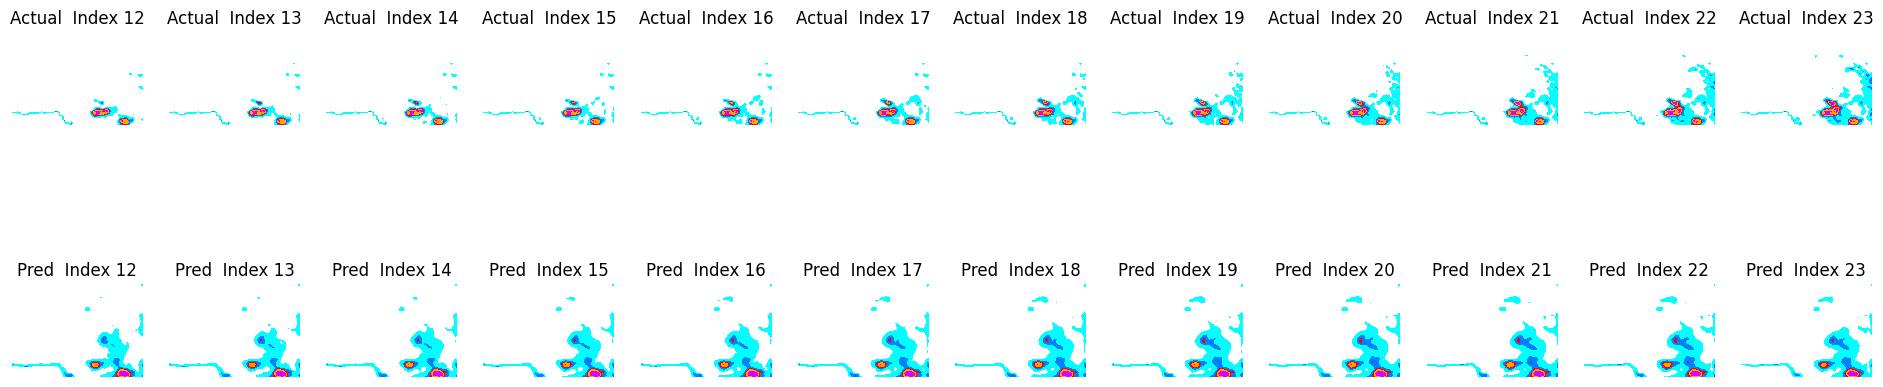 Actual  Index 12 Actual  Index 13 Actual  Index 14 Actual  Index 15 Actual  Index 16 Actual  Index 17 Actual  Index 18 Actual  Index 19 Actual  Index 20 Actual  Index 21 Actual  Index 22 Actual  Index 23
Pred  Index 12 Pred  Index 13 Pred  Index 14 Pred  Index 15 Pred  Index 16 Pred  Index 17 Pred  Index 18 Pred  Index 19 Pred  Index 20 Pred  Index 21 Pred  Index 22 Pred  Index 23